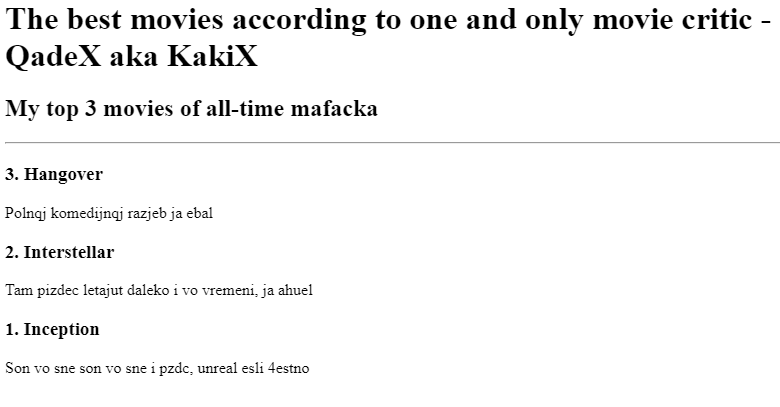 The best movies according to one and only movie critic -
QadeX aka KakiX
My top 3 movies of all-time mafacka
3. Hangover
Polnqj komedijnqj razjeb ja ebal
2. Interstellar
Tam pizdec letajut daleko i vo vremeni, ja ahuel
1. Inception
Son vo sne son vo sne i pzdc, unreal esli 4estno